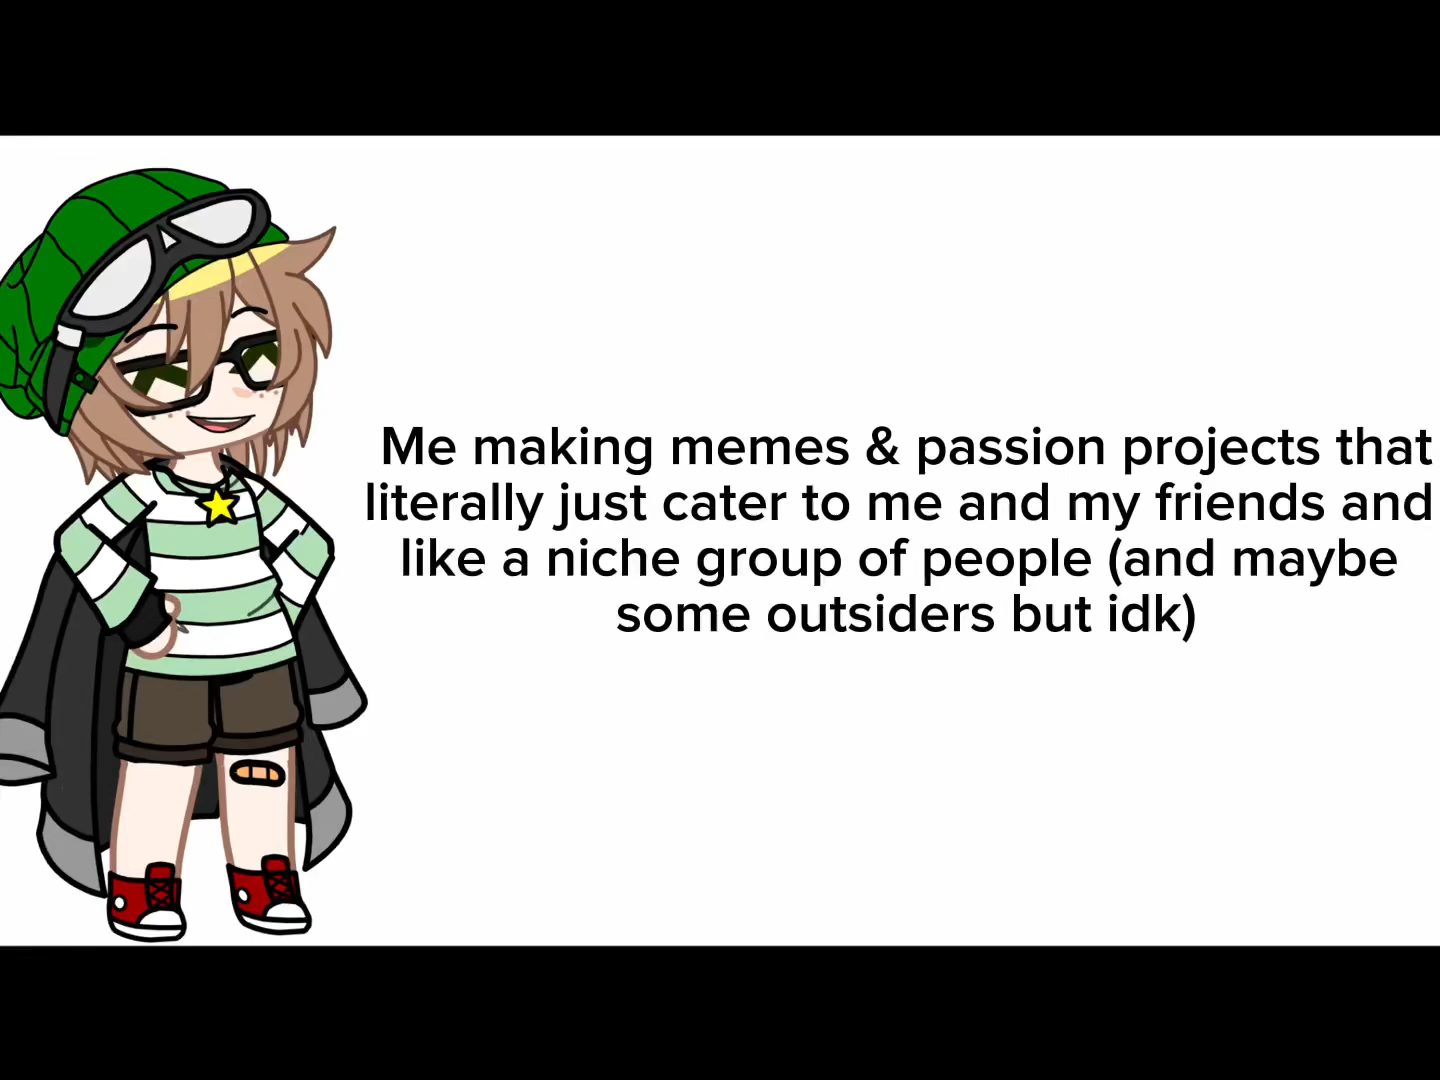 Me making memes & passion projects that
literally just cater to me and my friends and
like a niche group of people (and maybe
some outsiders but idk)